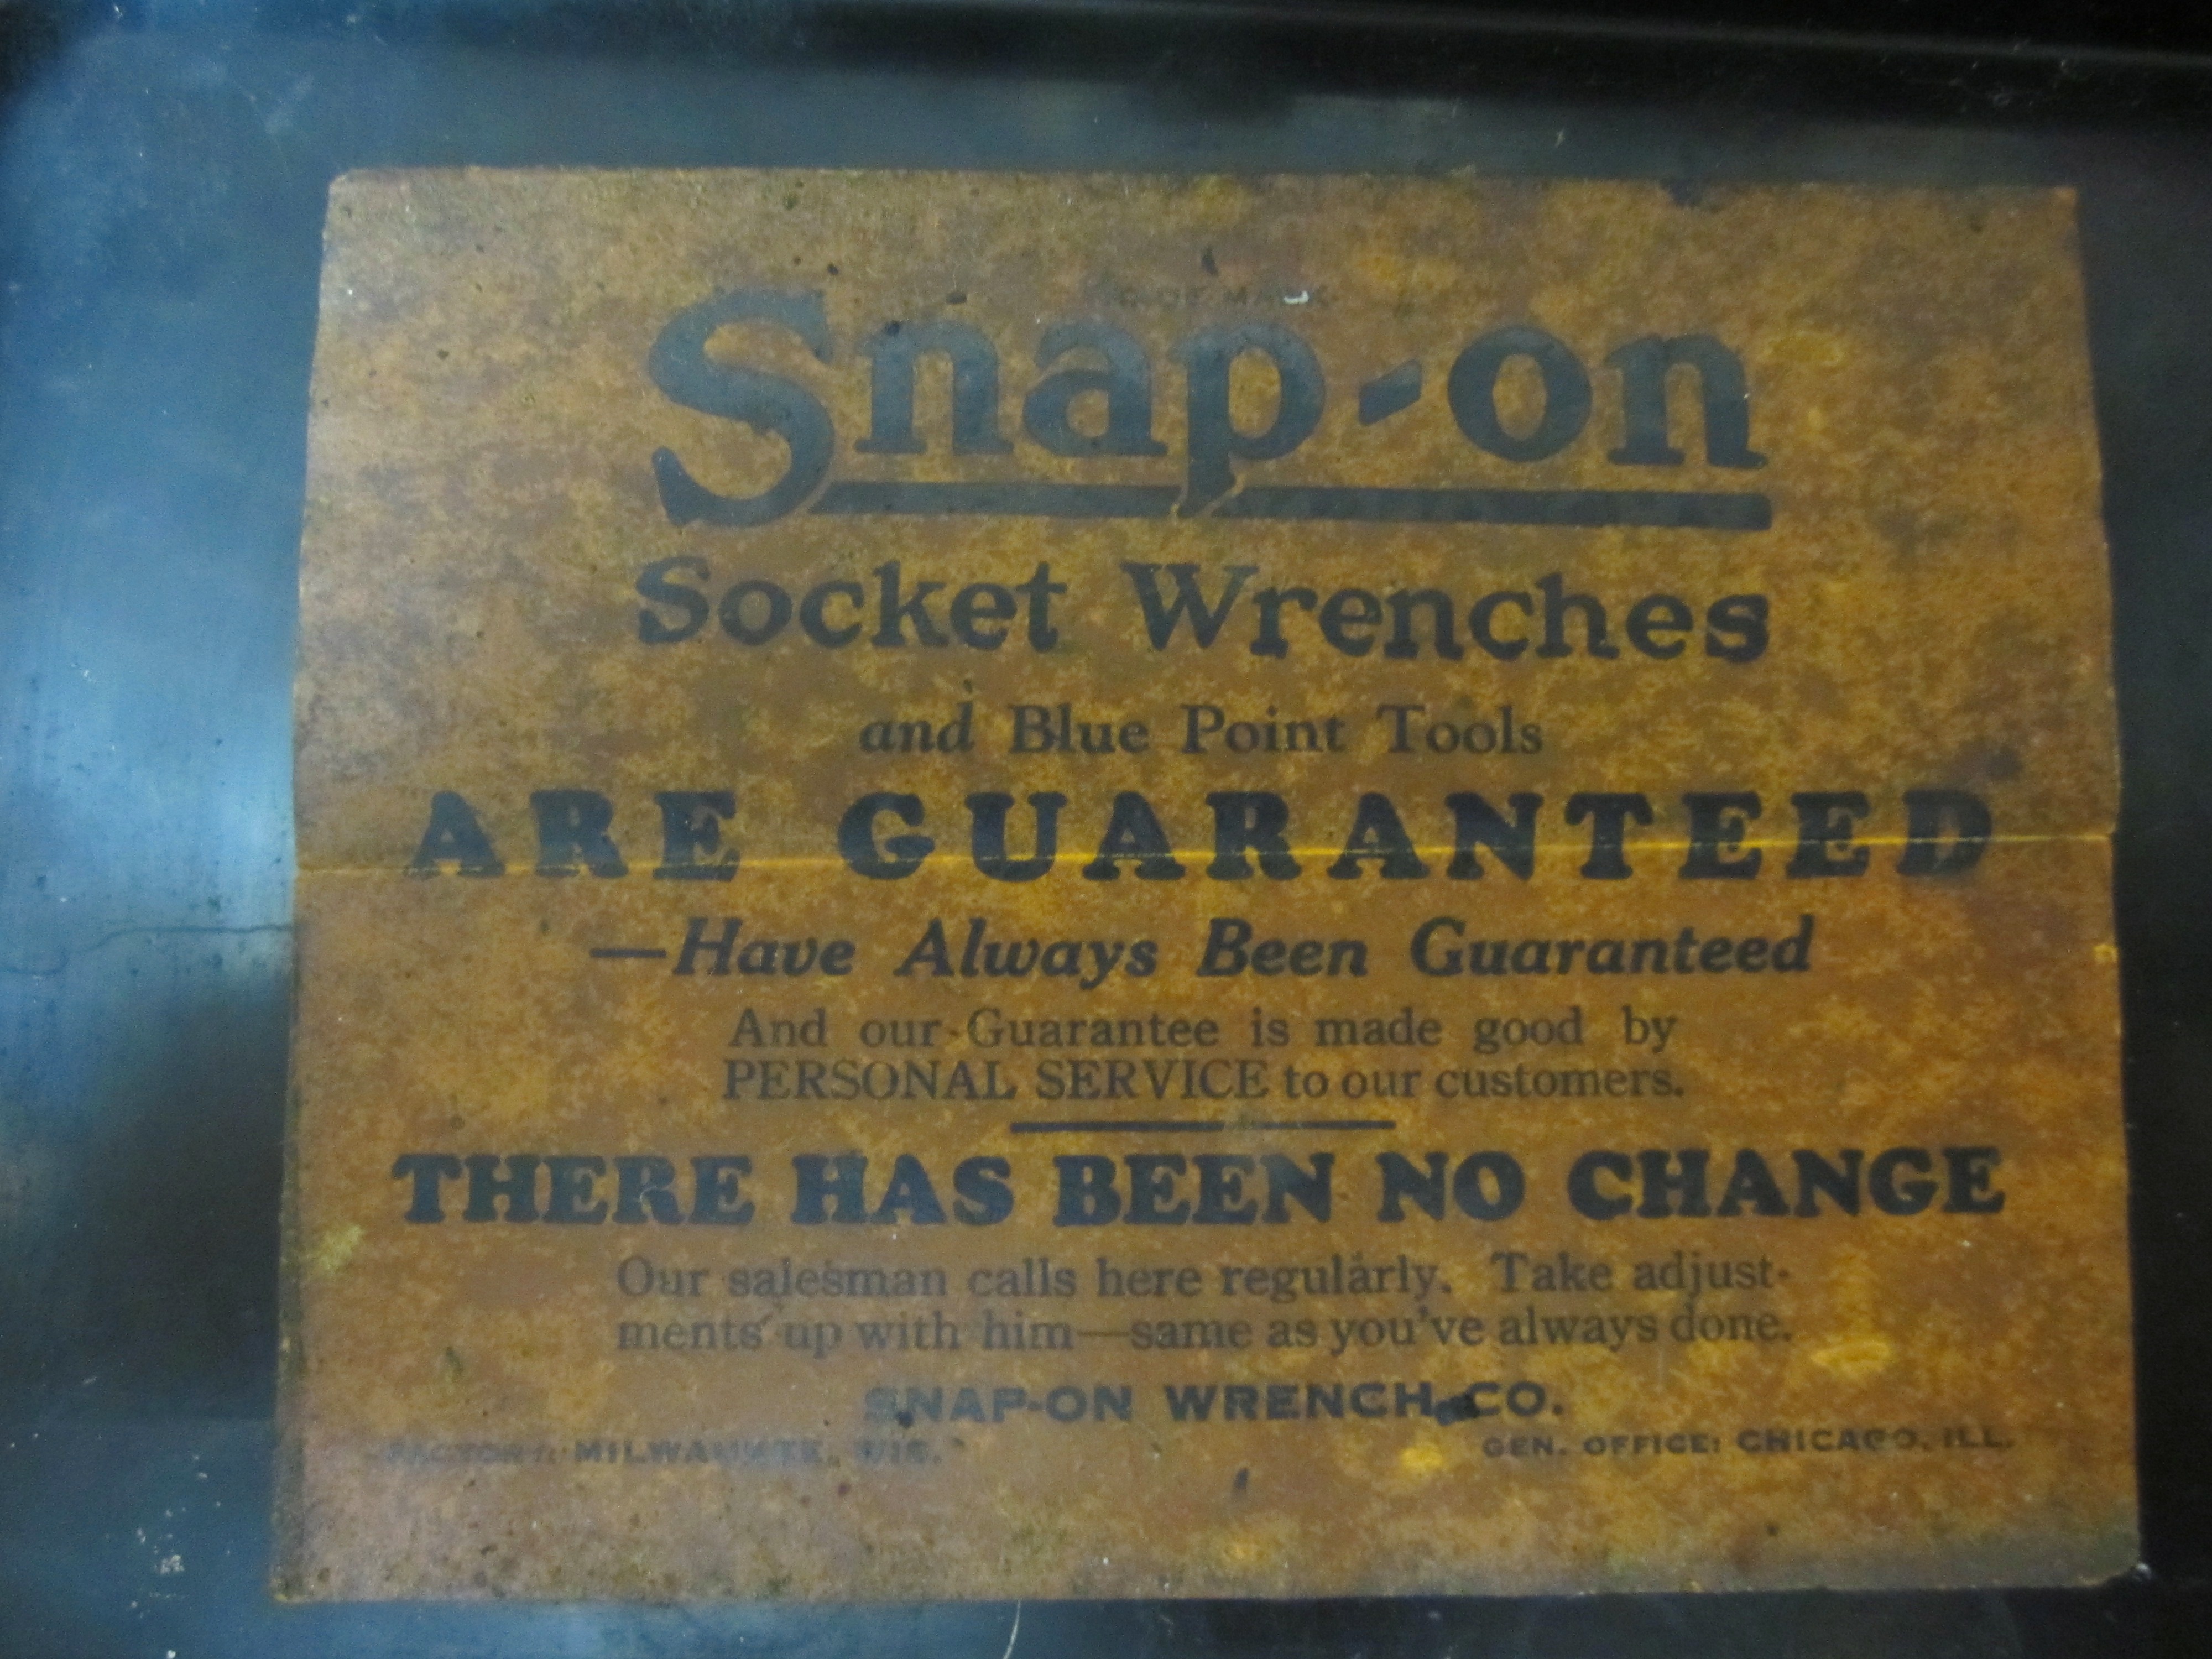 TRADE MARK
Snap-on
Socket Wrenches
and Blue Point Tools
ARE GUARANTEED
—Have Always Been Guaranteed
And our Guarantee is made good by
PERSONAL SERVICE to our customers.
THERE HAS BEEN NO CHANGE
Our salesman calls here regularly. Take adjust-
ments up with him—same as you've always done.
SNAP-ON WRENCH CO.
FACTORY: MILWAUKEE, WIS.
GEN. OFFICE: CHICAGO, ILL.